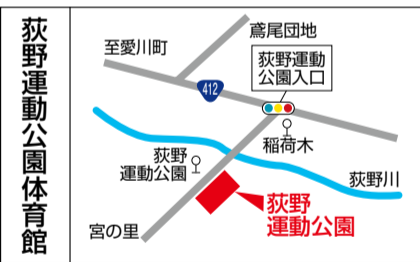 荻野運動公園体育館
鳶尾団地
至愛川町
荻野運動
公園入口
412
稲荷木
荻野
運動公園
荻野川
荻野
運動公園
宮の里